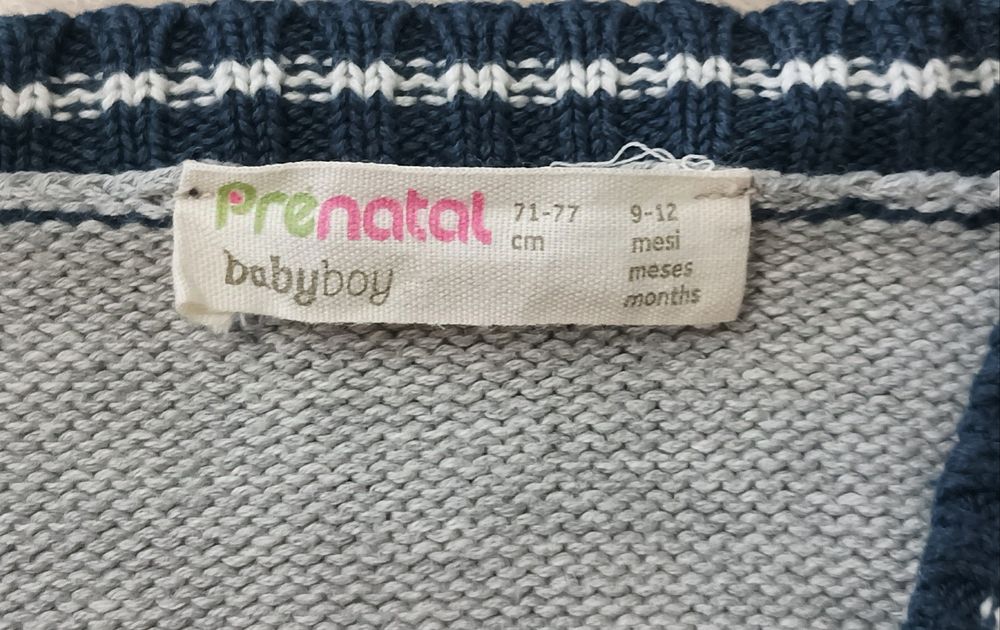 Prenatal
babyboy
71-77
cm
9-12
mesi
meses
months